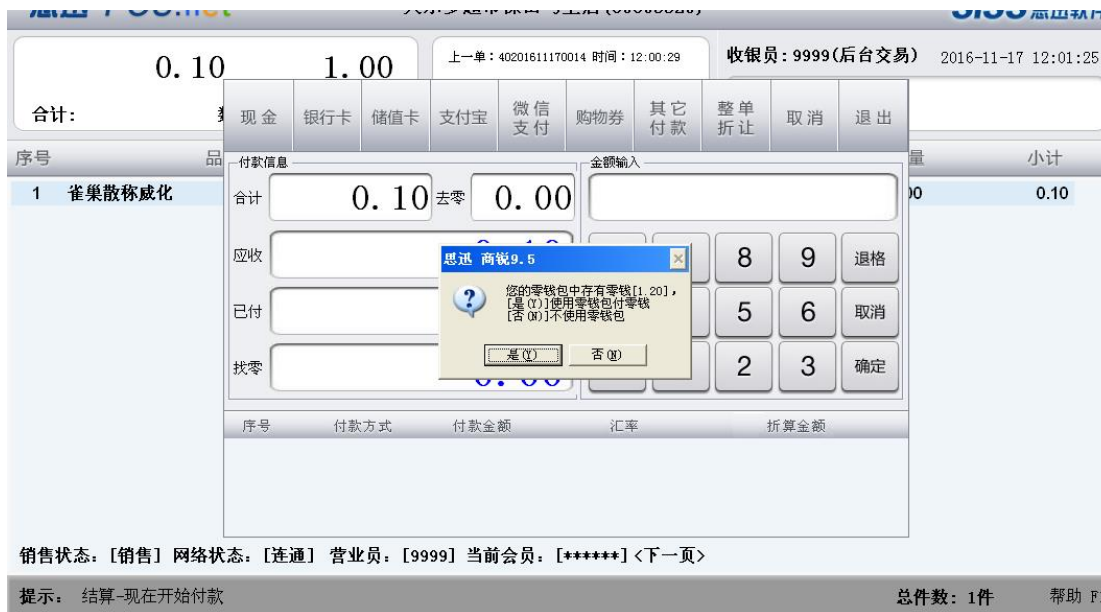 0.10 1.00
上一单：40201611170014 时间：12:00:29
收银员：9999(后台交易) 2016-11-17 12:01:25
合计：
现金 银行卡 储值卡 支付宝 微信支付 购物券 其它付款 整单折让 取消 退出
序号 品 量 小计
付款信息 金额输入
1 雀巢散称威化 00 0.10
合计 0.10 去零 0.00
应收
8 9 退格
思迅 商锐9.5
您的零钱包中存有零钱[1.20]，
[是(Y)]使用零钱包付零钱
[否(N)]不使用零钱包
已付
5 6 取消
是(Y) 否(N)
找零 0.00
2 3 确定
序号 付款方式 付款金额 汇率 折算金额
销售状态：[销售] 网络状态：[连通] 营业员：[9999] 当前会员：[******]<下一页>
提示： 结算-现在开始付款 总件数：1件 帮助 F